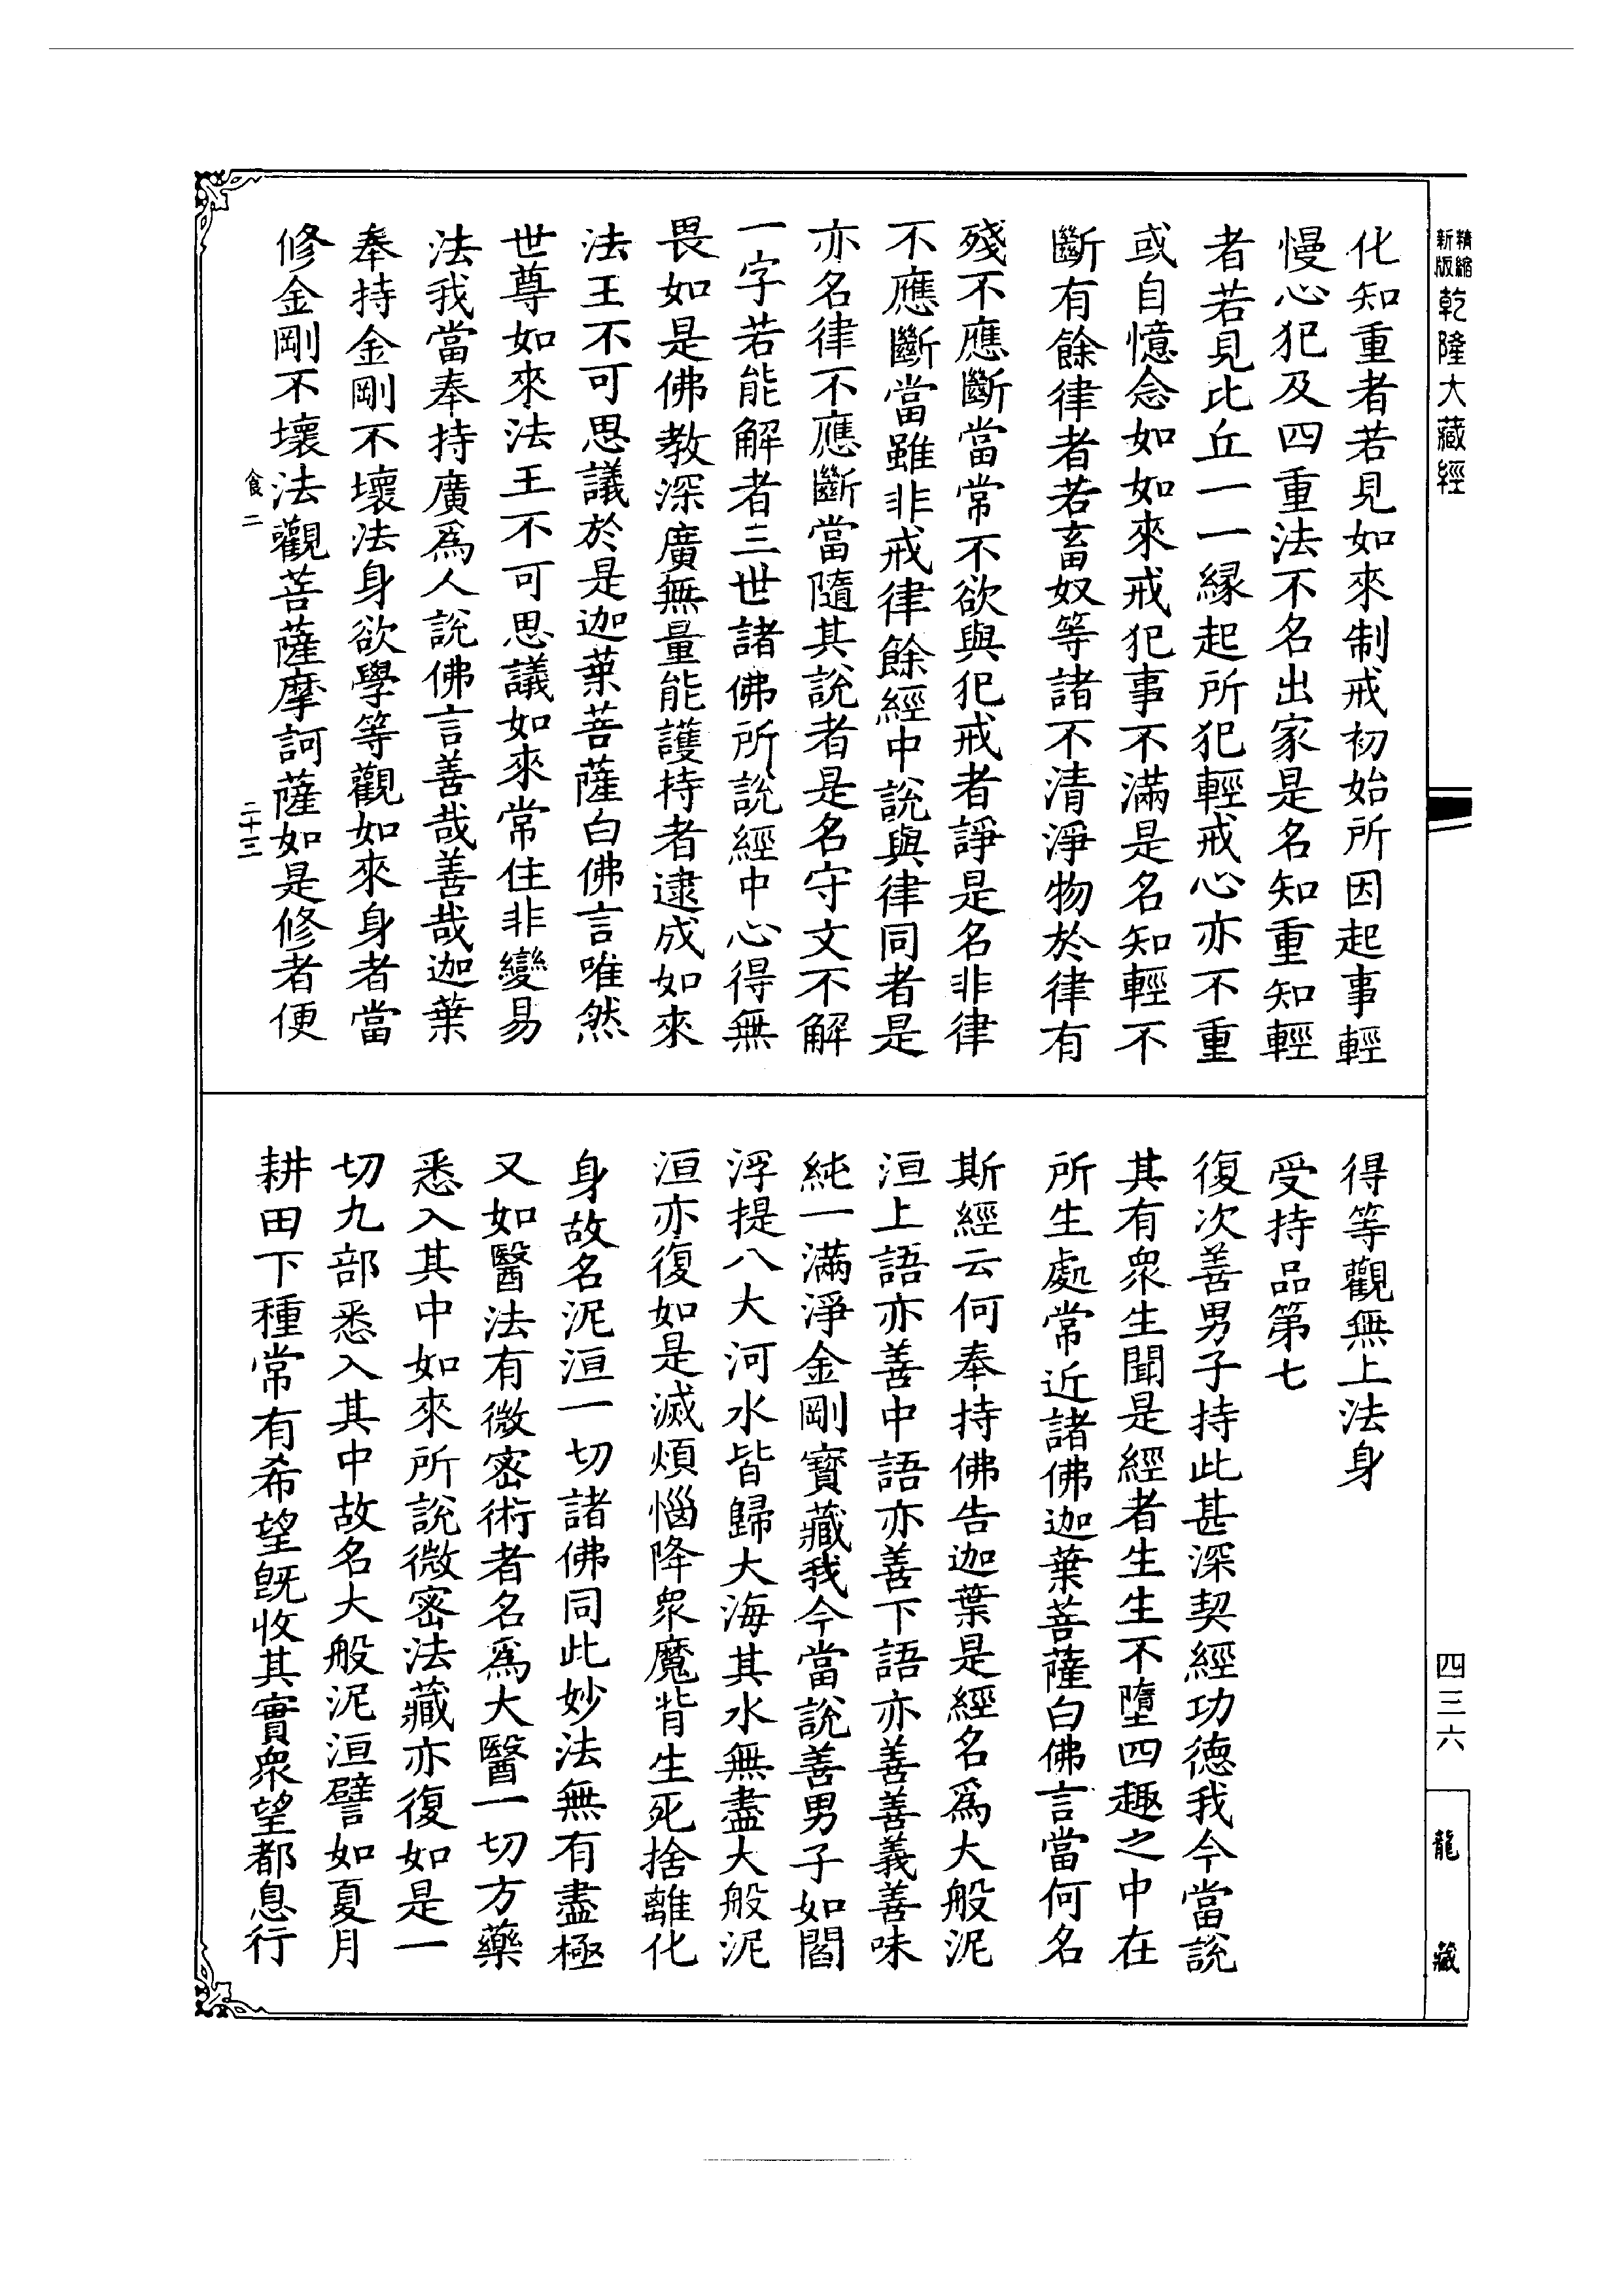 精縮
新版
乾隆大藏經
化知重者若見如來制戒初始所因起事輕
慢心犯及四重法不名出家是名知重知輕
者若見比丘一一緣起所犯輕戒心亦不重
或自憶念如如來戒犯事不滿是名知輕不
斷有餘律者若畜奴等諸不清淨物於律有
殘不應斷當常不欲與犯戒者諍是名非律
不應斷當雖非戒律餘經中說與律同者是
亦名律不應斷當隨其說者是名守文不解
一字若能解者三世諸佛所說經中心得無
畏如是佛教深廣無量能護持者逮成如來
法王不可思議於是迦葉菩薩白佛言唯然
世尊如來法王不可思議如來常住非變易
法我當奉持廣爲人說佛言善哉善哉迦葉
奉持金剛不壞法身欲學等觀如來身者當
修金剛不壞法觀菩薩摩訶薩如是修者便
食二
二十三
得等觀無上法身
受持品第七
復次善男子持此甚深契經功德我今當說
其有衆生聞是經者生生不墮四趣之中在
所生處常近諸佛迦葉菩薩白佛言當何名
斯經云何奉持佛告迦葉是經名爲大般泥
洹上語亦善中語亦善下語亦善善義善味
純一滿淨金剛寶藏我今當說善男子如閻
浮提八大河水皆歸大海其水無盡大般泥
洹亦復如是滅煩惱降衆魔背生死捨離化
身故名泥洹一切諸佛同此妙法無有盡極
又如醫法有微密術者名爲大醫一切方藥
悉入其中如來所說微密法藏亦復如是一
切九部悉入其中故名大般泥洹譬如夏月
耕田下種常有希望旣收其實衆望都息行
四三六
龍藏